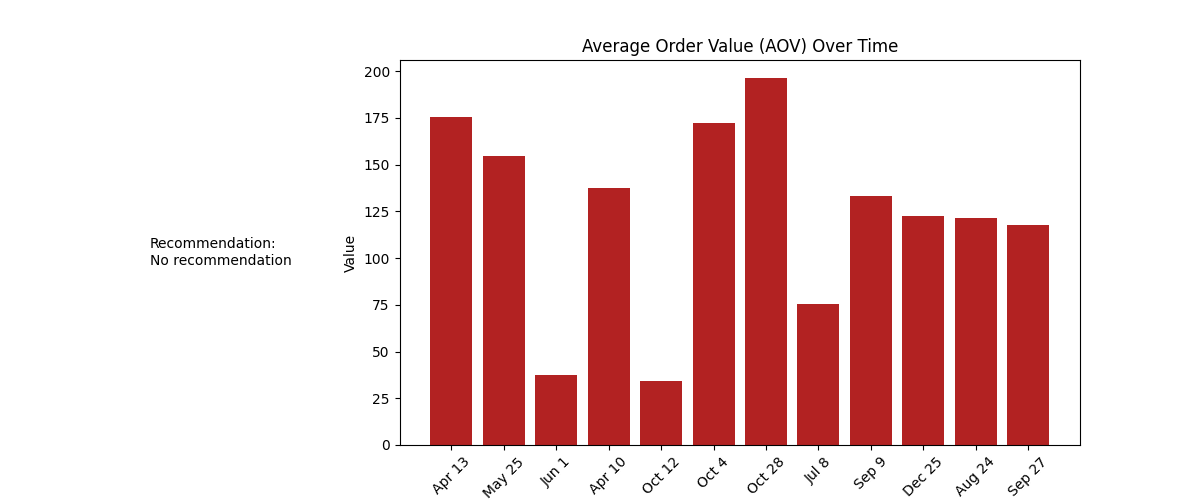 Average Order Value (AOV) Over Time
Recommendation:
No recommendation
Value
200
175
150
125
100
75
50
25
0
Apr 13
May 25
Jun 1
Apr 10
Oct 12
Oct 4
Oct 28
Jul 8
Sep 9
Dec 25
Aug 24
Sep 27